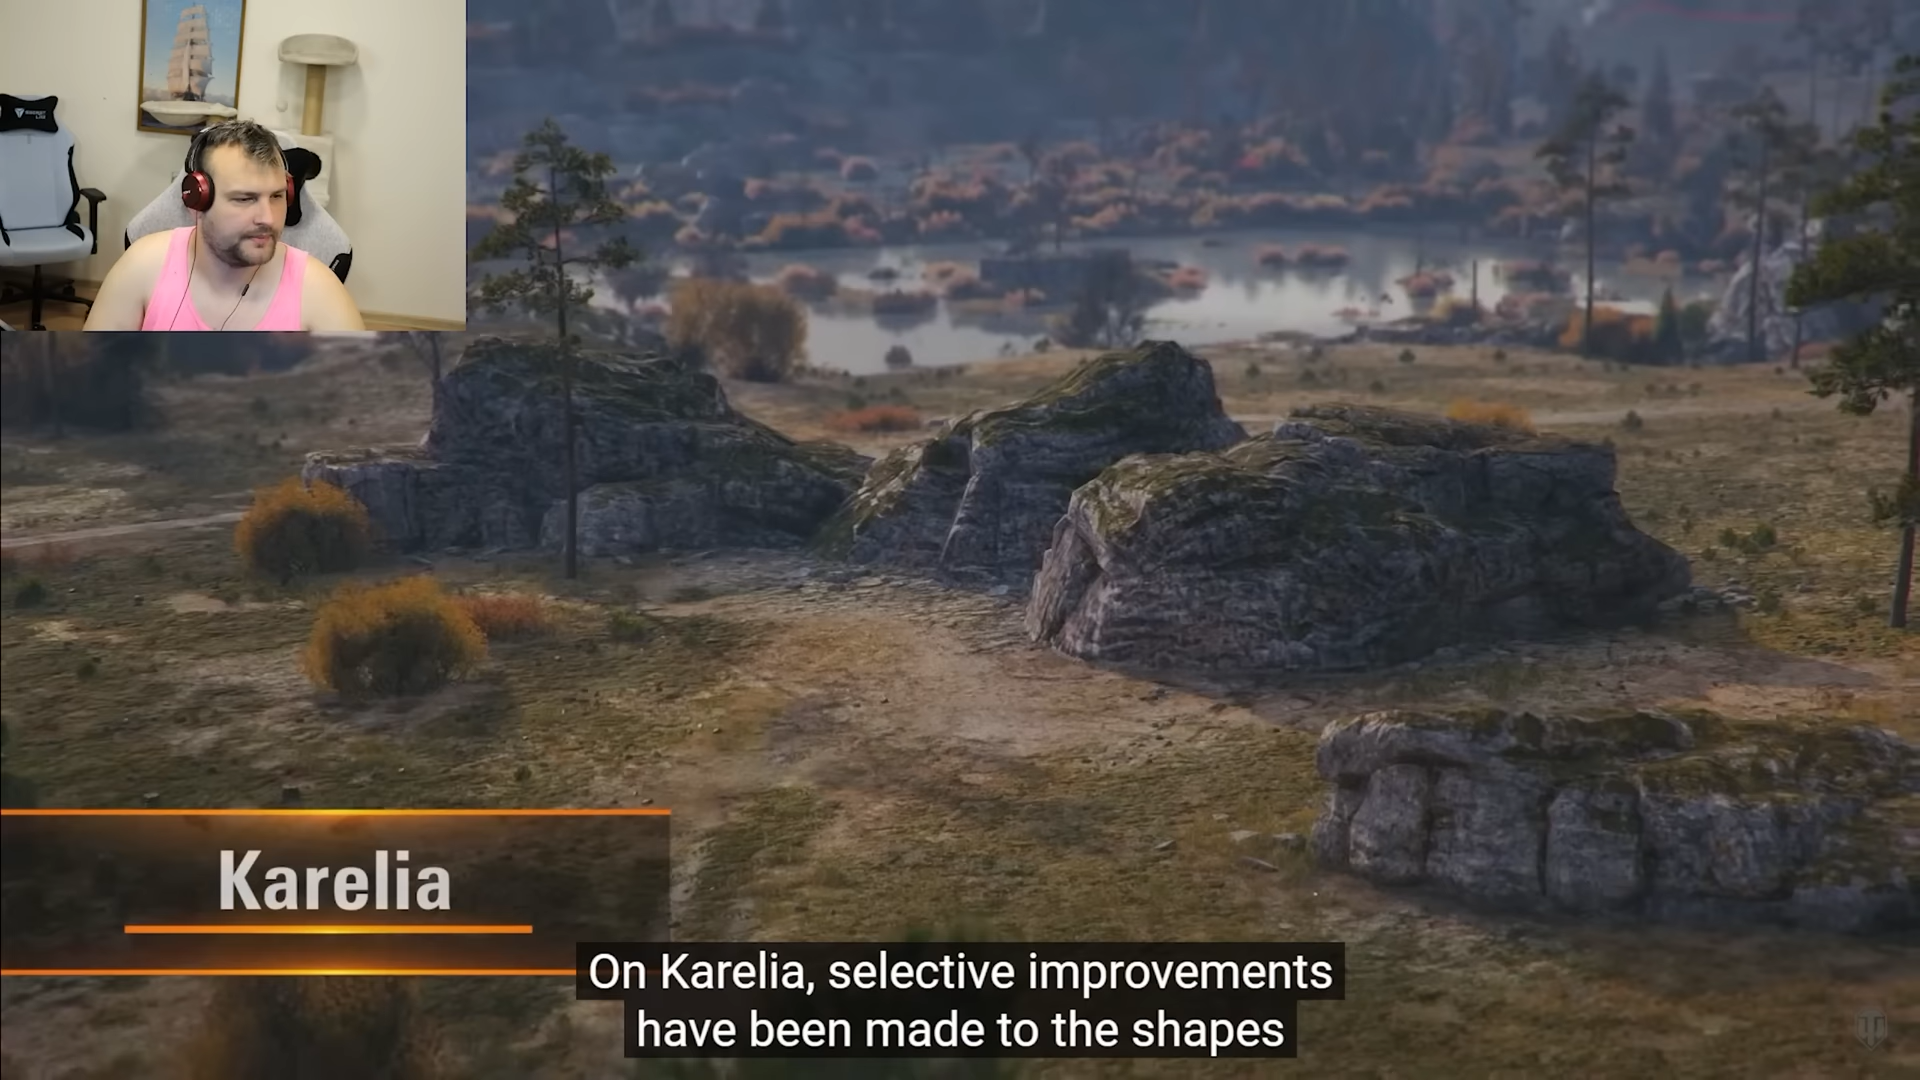 Karelia
On Karelia, selective improvements
have been made to the shapes